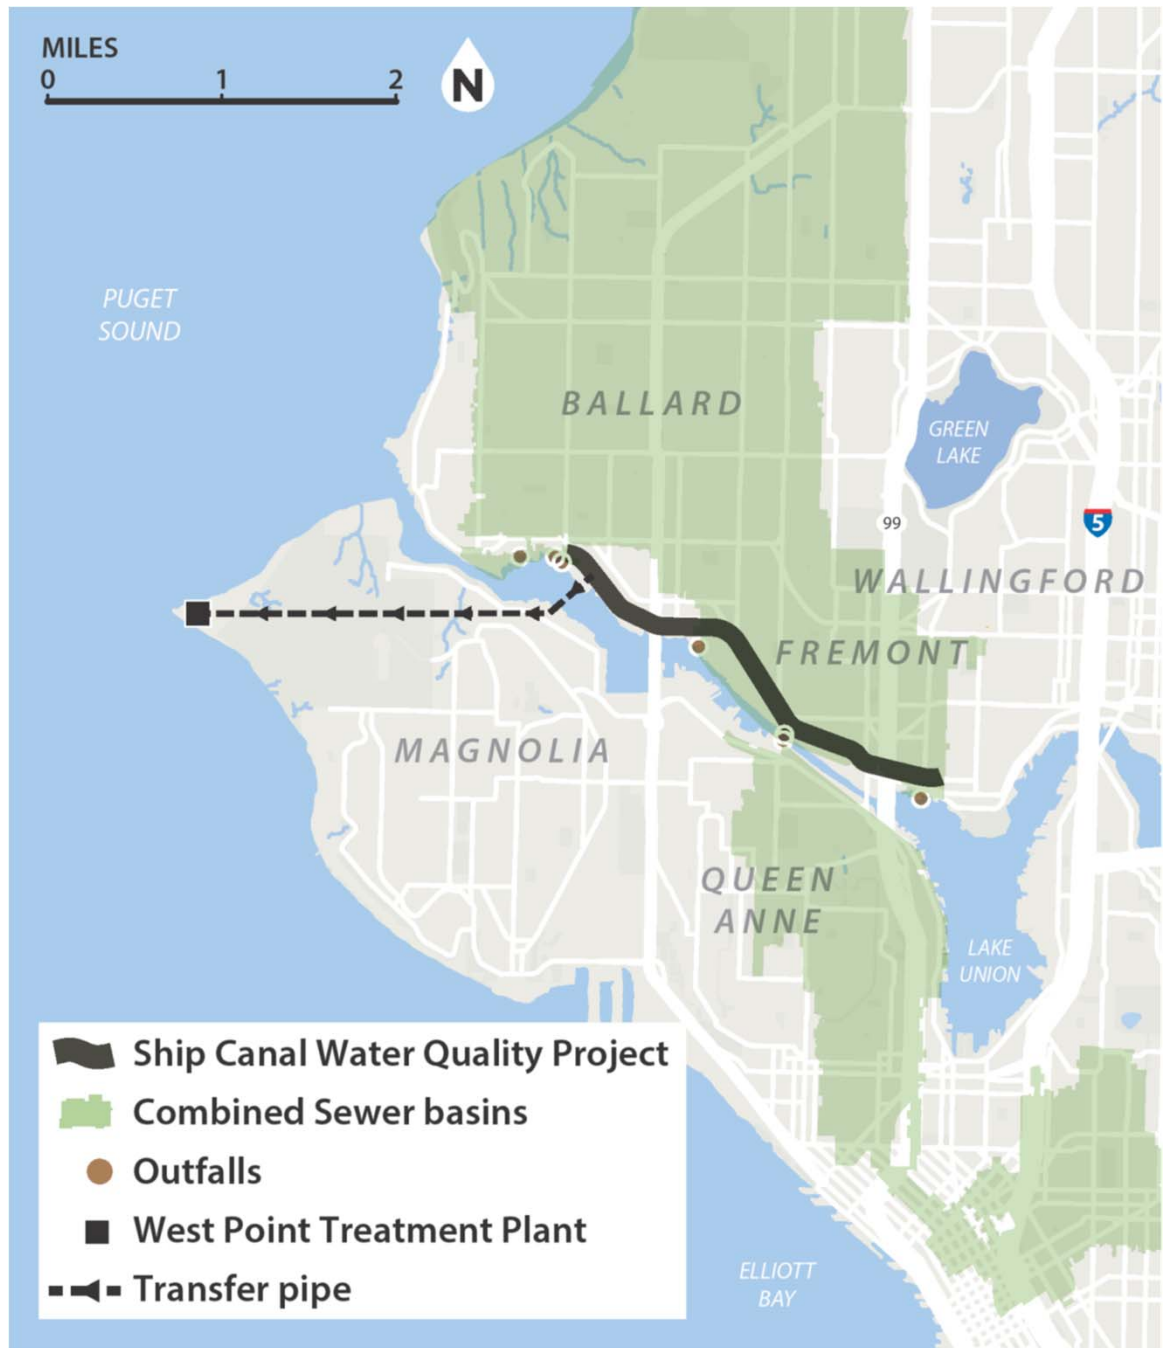 MILES
0 1 2
N
PUGET
SOUND
BALLARD
GREEN
LAKE
99
5
WALLINGFORD
FREMONT
MAGNOLIA
QUEEN
ANNE
LAKE
UNION
Ship Canal Water Quality Project
Combined Sewer basins
Outfalls
West Point Treatment Plant
Transfer pipe
ELLIOTT
BAY